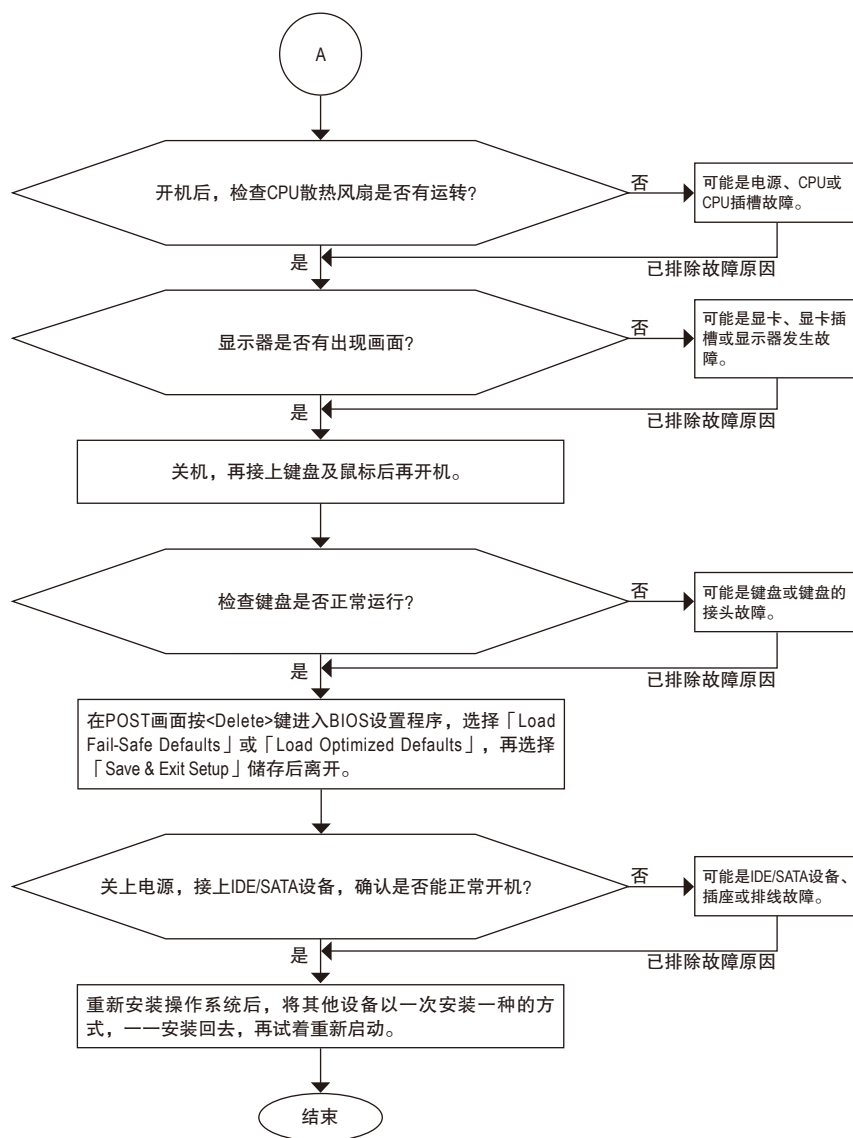 A
开机后，检查CPU散热风扇是否有运转?
否
可能是电源、CPU或
CPU插槽故障。
是
已排除故障原因
显示器是否有出现画面?
否
可能是显卡、显卡插
槽或显示器发生故
障。
是
已排除故障原因
关机，再接上键盘及鼠标后再开机。
检查键盘是否正常运行?
否
可能是键盘或键盘的
接头故障。
是
已排除故障原因
在POST画面按<Delete>键进入BIOS设置程序，选择「Load
Fail-Safe Defaults」或「Load Optimized Defaults」，再选择
「Save & Exit Setup」储存后离开。
关上电源，接上IDE/SATA设备，确认是否能正常开机?
否
可能是IDE/SATA设备、
插座或排线故障。
是
已排除故障原因
重新安装操作系统后，将其他设备以一次安装一种的方
式，一一安装回去，再试着重新启动。
结束